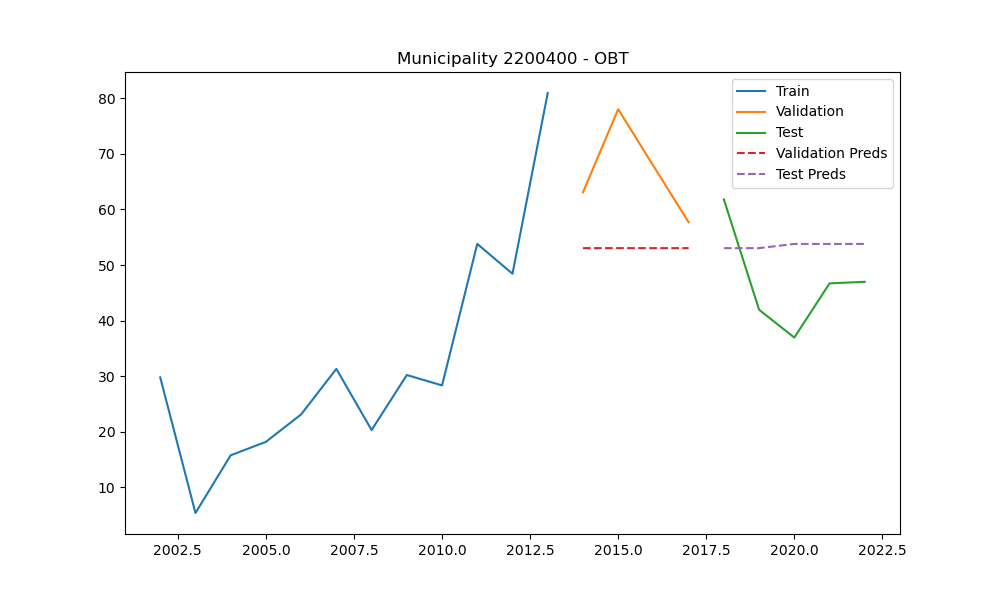 Municipality 2200400 - OBT
80
70
60
50
40
30
20
10
Train
Validation
Test
Validation Preds
Test Preds
2002.5 2005.0 2007.5 2010.0 2012.5 2015.0 2017.5 2020.0 2022.5